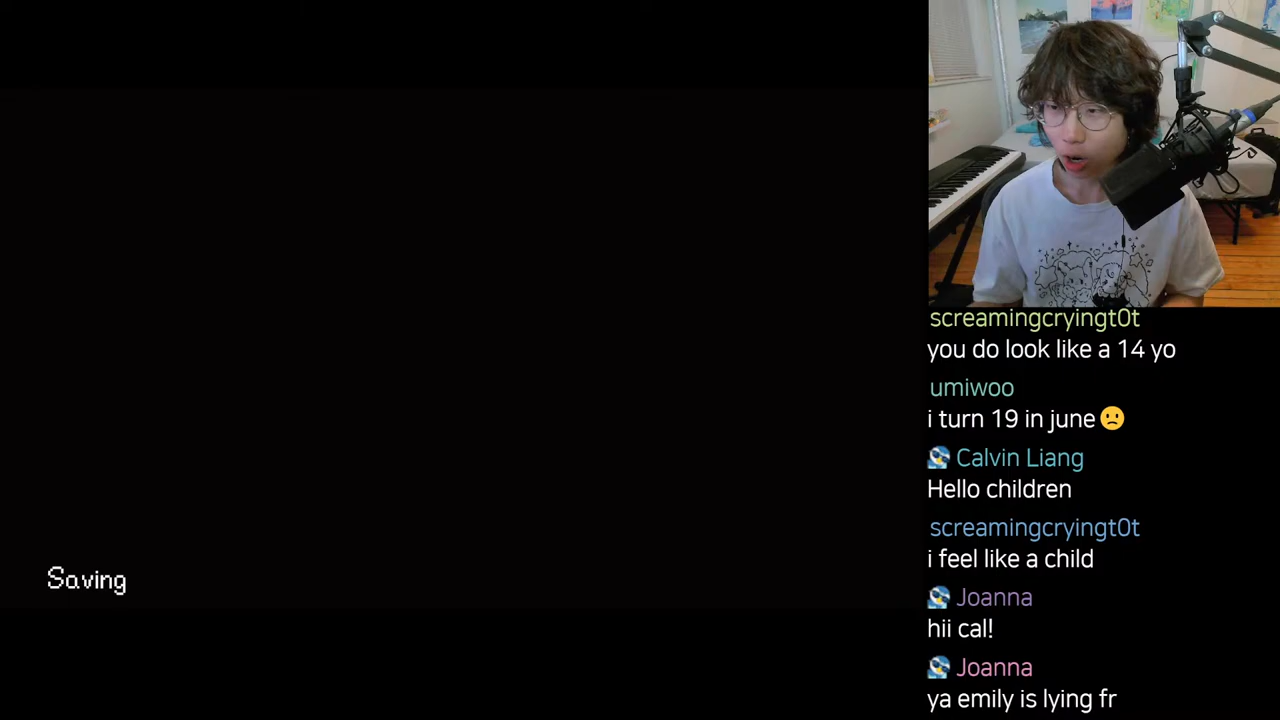 Saving
screamingcryingt0t
you do look like a 14 yo
umiwoo
i turn 19 in june🙁
Calvin Liang
Hello children
screamingcryingt0t
i feel like a child
Joanna
hii cal!
Joanna
ya emily is lying fr